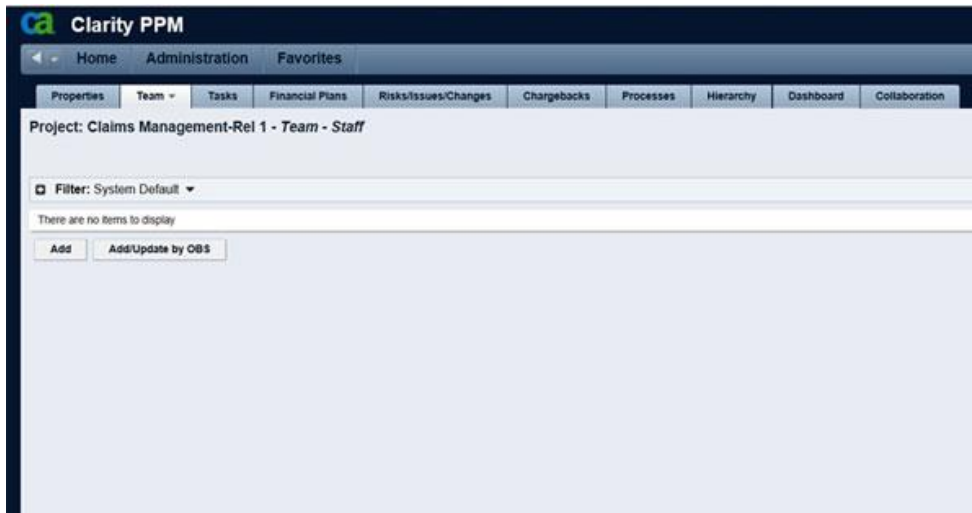 ca Clarity PPM
Home Administration Favorites
Properties Team Tasks Financial Plans Risks/Issues/Changes Chargebacks Processes Hierarchy Dashboard Collaboration
Project: Claims Management-Rel 1 - Team - Staff
Filter: System Default
There are no items to display
Add Add/Update by OBS